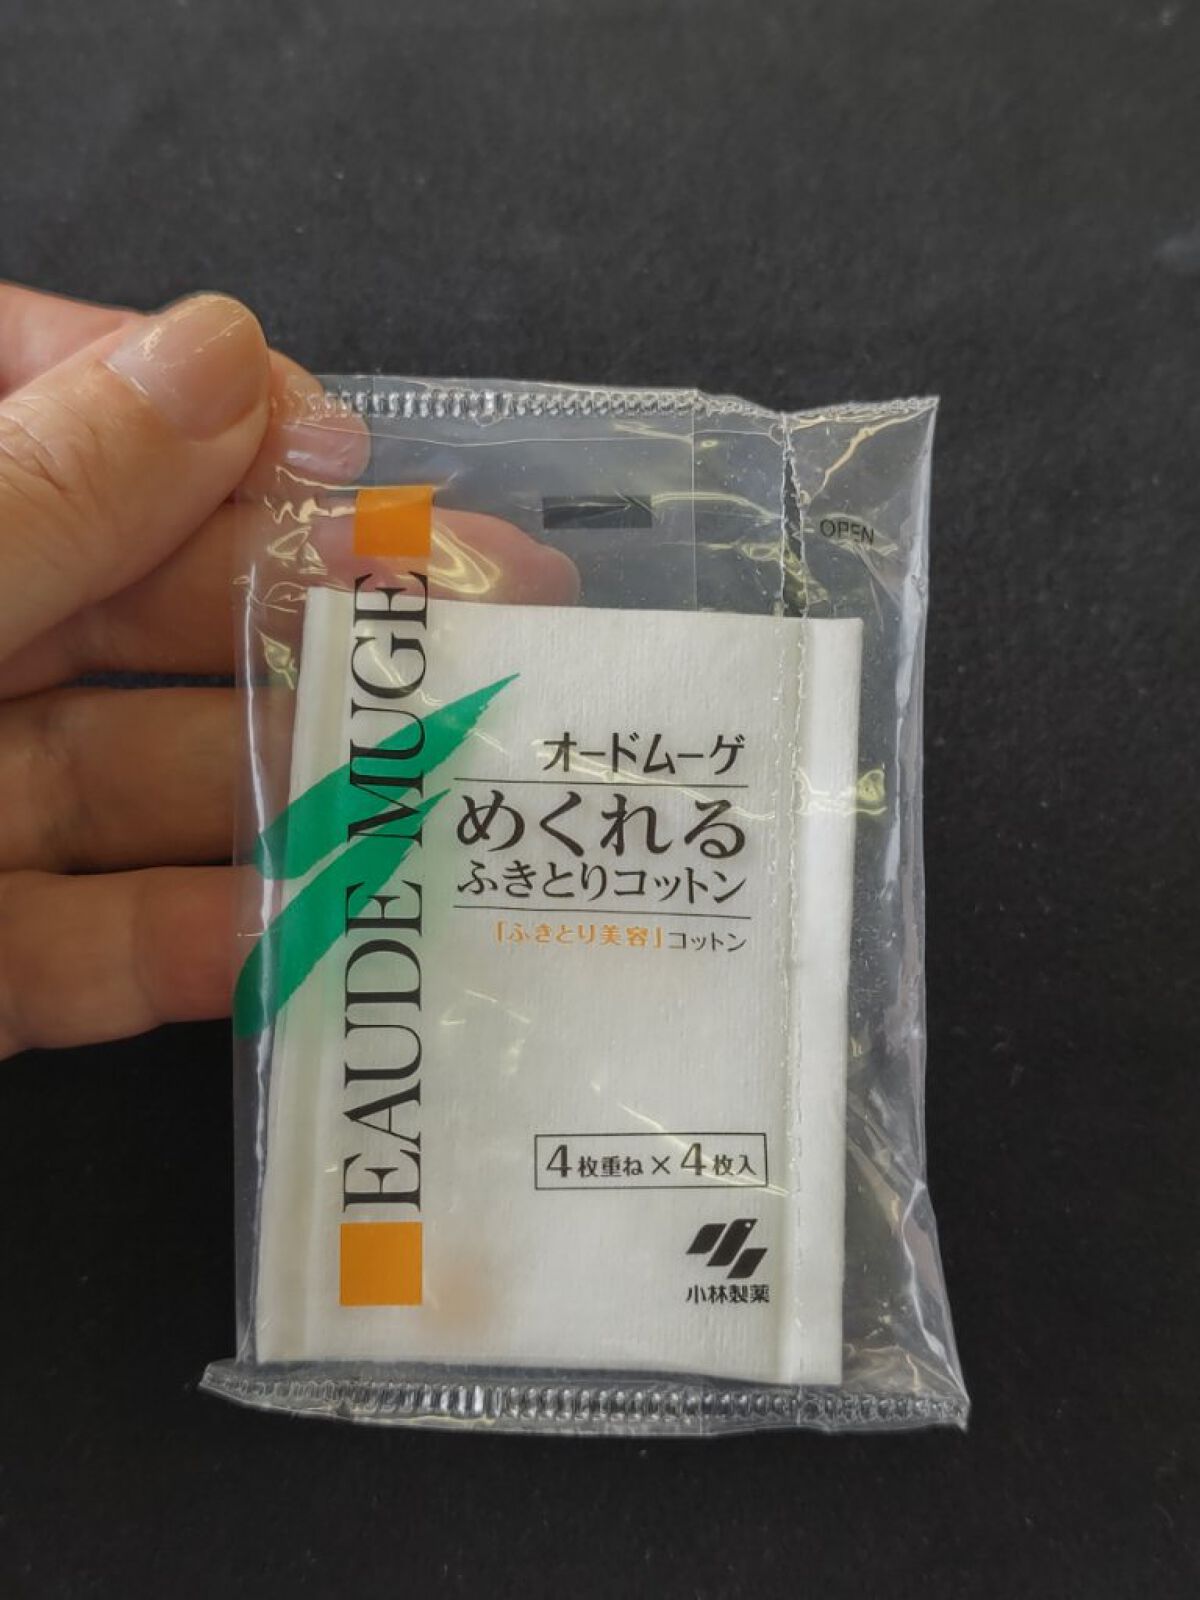 OPEN
EAUDE MUGE
オードムーゲ
めくれる
ふきとりコットン
「ふきとり美容」コットン
4枚重ね×4枚入
小林製薬